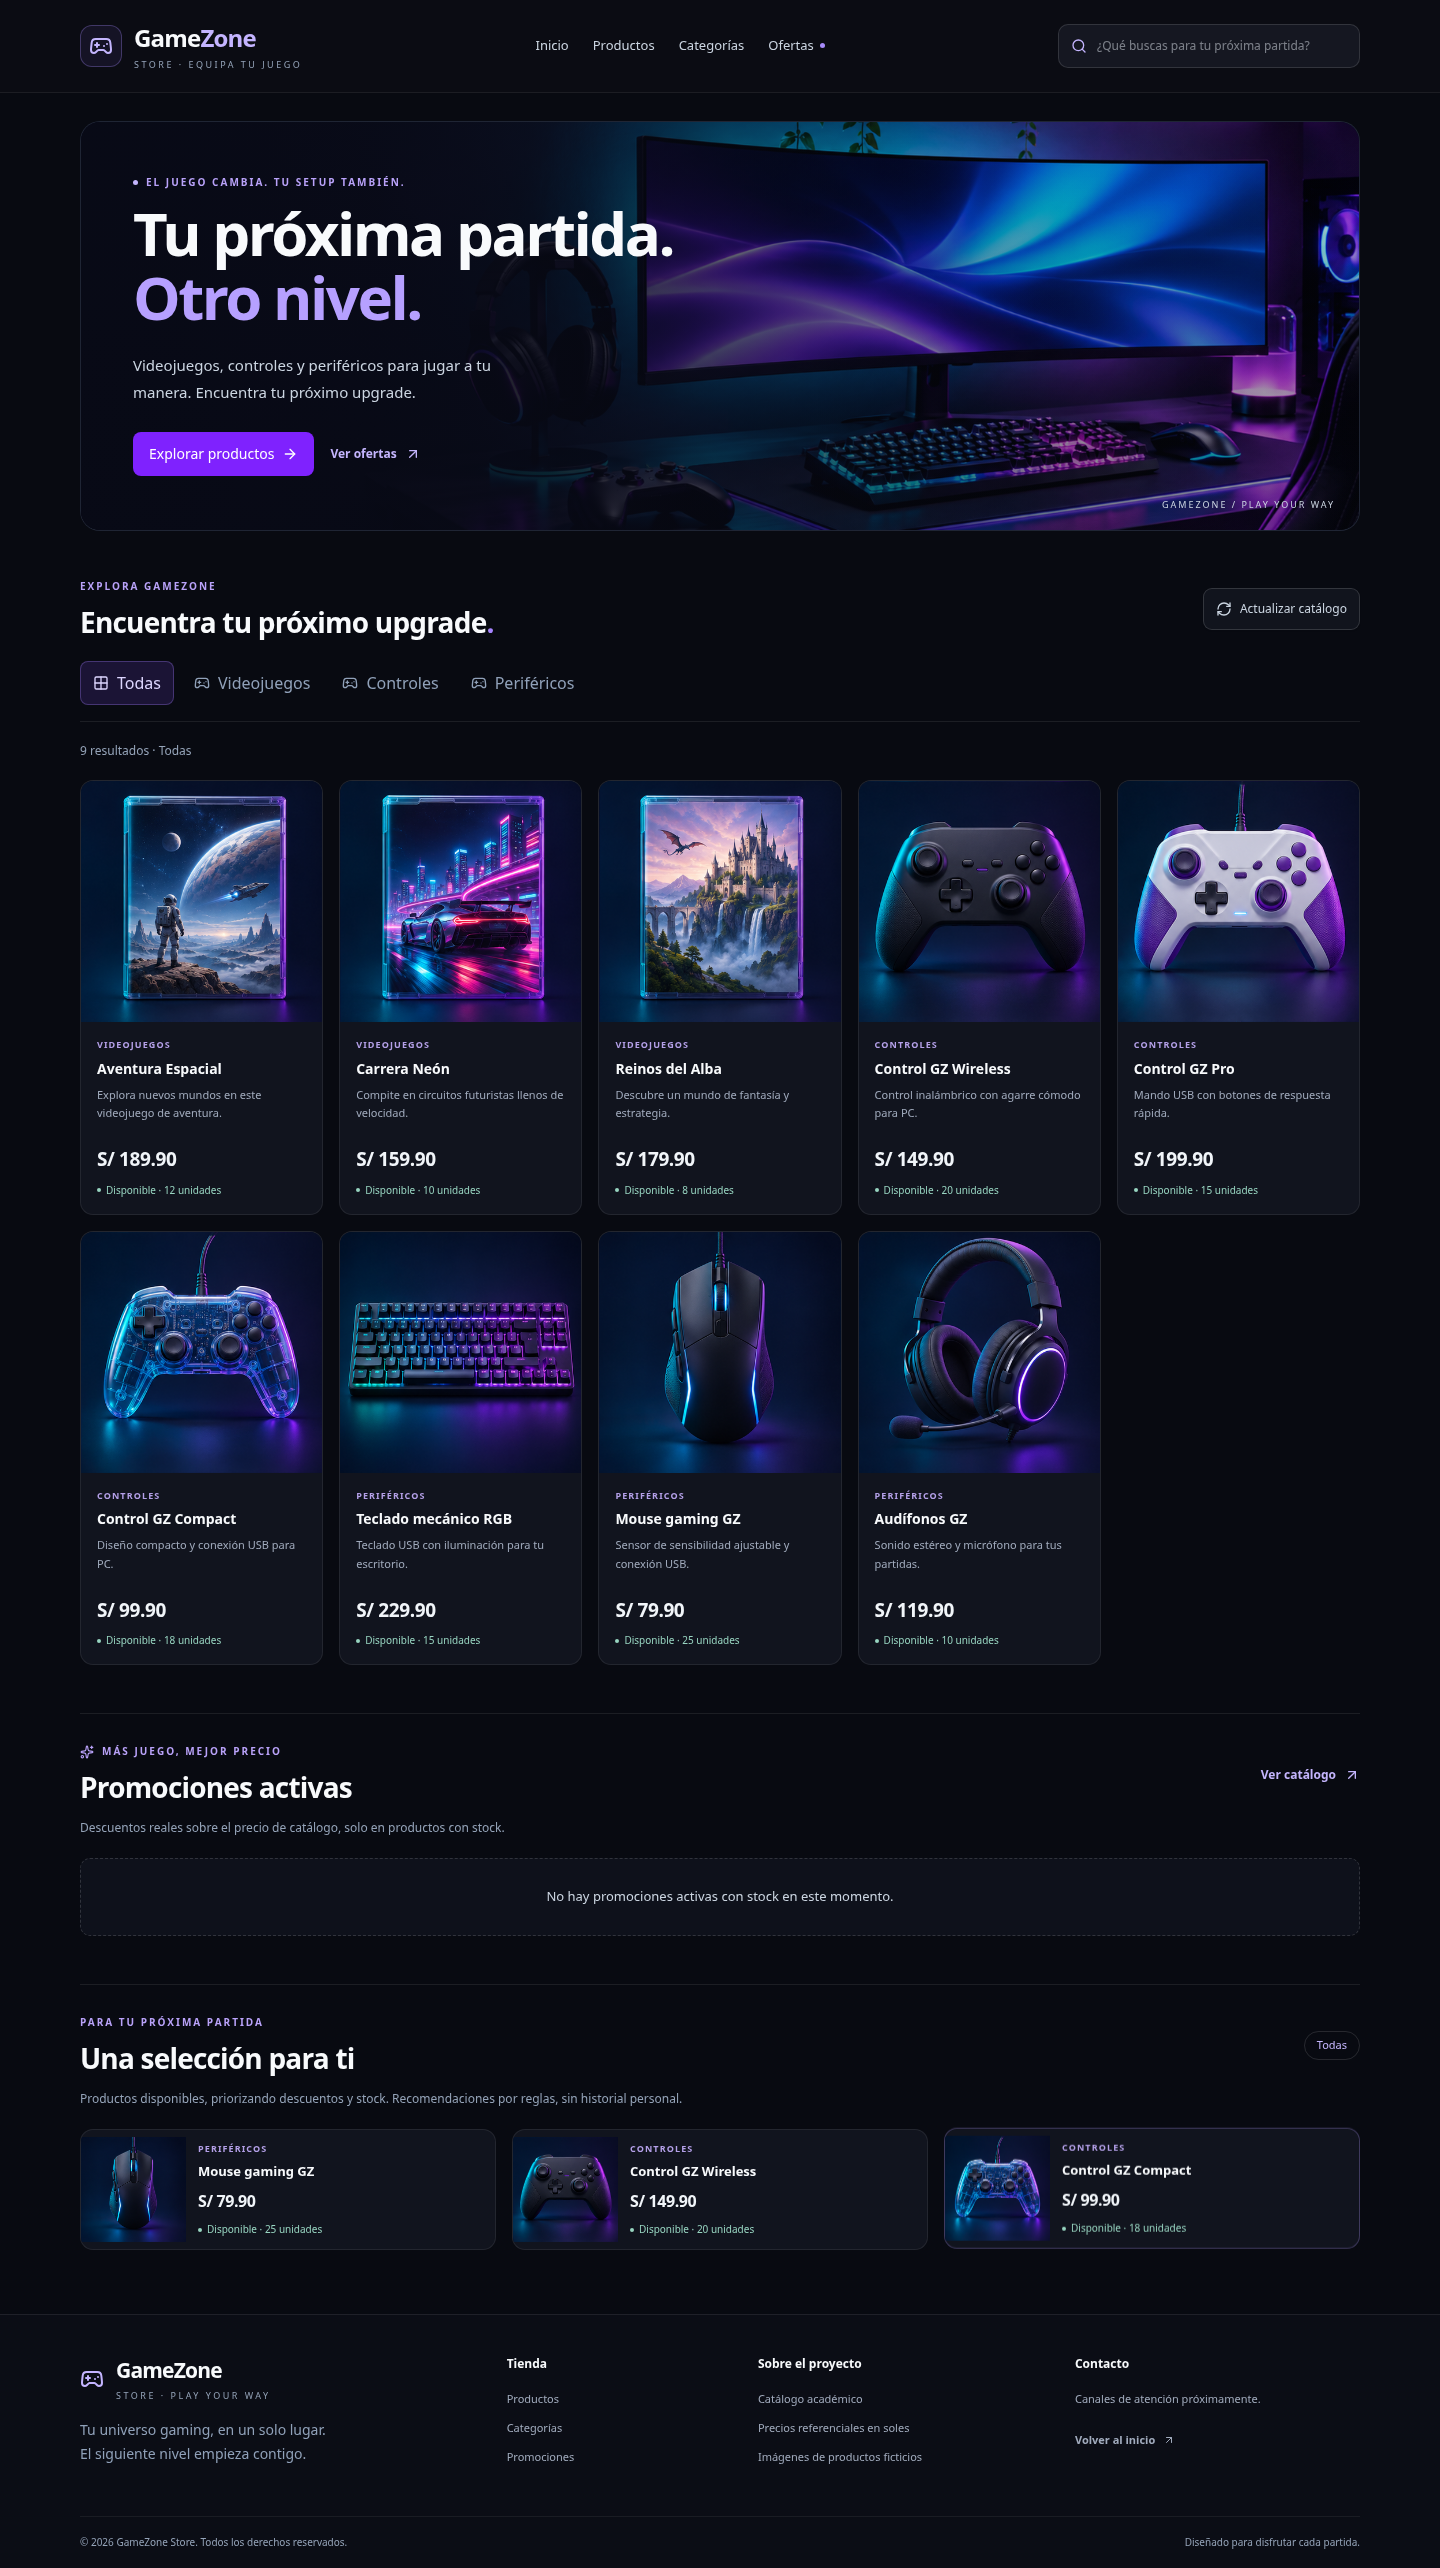 GameZone
STORE · EQUIPA TU JUEGO
Inicio
Productos
Categorías
Ofertas
¿Qué buscas para tu próxima partida?
EL JUEGO CAMBIA. TU SETUP TAMBIÉN.
Tu próxima partida.
Otro nivel.
Videojuegos, controles y periféricos para jugar a tu
manera. Encuentra tu próximo upgrade.
Explorar productos
Ver ofertas
GAMEZONE / PLAY YOUR WAY
EXPLORA GAMEZONE
Encuentra tu próximo upgrade.
Actualizar catálogo
Todas
Videojuegos
Controles
Periféricos
9 resultados · Todas
VIDEOJUEGOS
Aventura Espacial
Explora nuevos mundos en este
videojuego de aventura.
S/ 189.90
Disponible · 12 unidades
VIDEOJUEGOS
Carrera Neón
Compite en circuitos futuristas llenos de
velocidad.
S/ 159.90
Disponible · 10 unidades
VIDEOJUEGOS
Reinos del Alba
Descubre un mundo de fantasía y
estrategia.
S/ 179.90
Disponible · 8 unidades
CONTROLES
Control GZ Wireless
Control inalámbrico con agarre cómodo
para PC.
S/ 149.90
Disponible · 20 unidades
CONTROLES
Control GZ Pro
Mando USB con botones de respuesta
rápida.
S/ 199.90
Disponible · 15 unidades
CONTROLES
Control GZ Compact
Diseño compacto y conexión USB para
PC.
S/ 99.90
Disponible · 18 unidades
PERIFÉRICOS
Teclado mecánico RGB
Teclado USB con iluminación para tu
escritorio.
S/ 229.90
Disponible · 15 unidades
PERIFÉRICOS
Mouse gaming GZ
Sensor de sensibilidad ajustable y
conexión USB.
S/ 79.90
Disponible · 25 unidades
PERIFÉRICOS
Audífonos GZ
Sonido estéreo y micrófono para tus
partidas.
S/ 119.90
Disponible · 10 unidades
MÁS JUEGO, MEJOR PRECIO
Promociones activas
Ver catálogo
Descuentos reales sobre el precio de catálogo, solo en productos con stock.
No hay promociones activas con stock en este momento.
PARA TU PRÓXIMA PARTIDA
Una selección para ti
Todas
Productos disponibles, priorizando descuentos y stock. Recomendaciones por reglas, sin historial personal.
PERIFÉRICOS
Mouse gaming GZ
S/ 79.90
Disponible · 25 unidades
CONTROLES
Control GZ Wireless
S/ 149.90
Disponible · 20 unidades
CONTROLES
Control GZ Compact
S/ 99.90
Disponible · 18 unidades
GameZone
STORE · PLAY YOUR WAY
Tu universo gaming, en un solo lugar.
El siguiente nivel empieza contigo.
Tienda
Productos
Categorías
Promociones
Sobre el proyecto
Catálogo académico
Precios referenciales en soles
Imágenes de productos ficticios
Contacto
Canales de atención próximamente.
Volver al inicio
© 2026 GameZone Store. Todos los derechos reservados.
Diseñado para disfrutar cada partida.